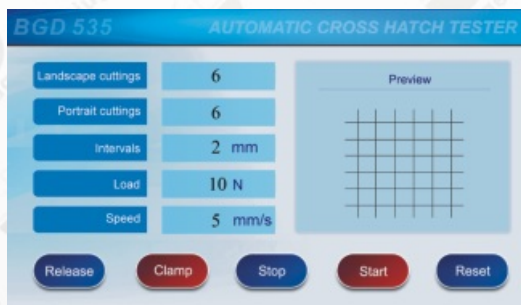 BGD 535 AUTOMATIC CROSS HATCH TESTER
Landscape cuttings 6
Portrait cuttings 6
Intervals 2 mm
Load 10 N
Speed 5 mm/s
Preview
Release Clamp Stop Start Reset